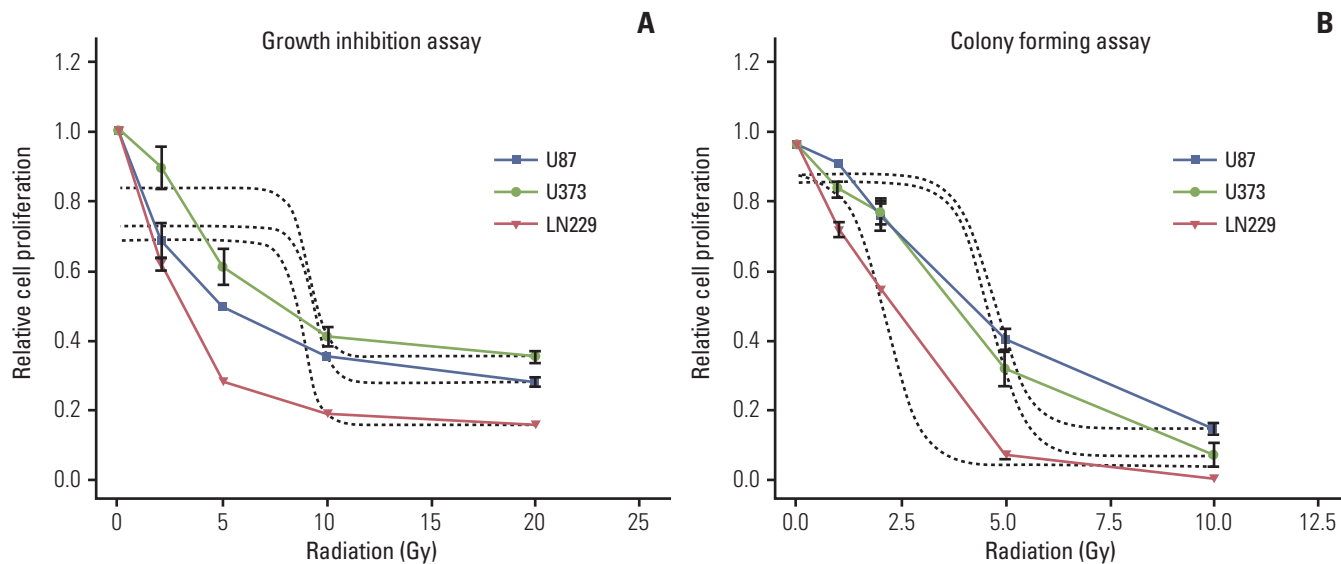 A
Growth inhibition assay
1.2
1.0
0.8
0.6
0.4
0.2
0.0
Relative cell proliferation
U87
U373
LN229
0 5 10 15 20 25
Radiation (Gy)
B
Colony forming assay
1.2
1.0
0.8
0.6
0.4
0.2
0.0
Relative cell proliferation
U87
U373
LN229
0.0 2.5 5.0 7.5 10.0 12.5
Radiation (Gy)